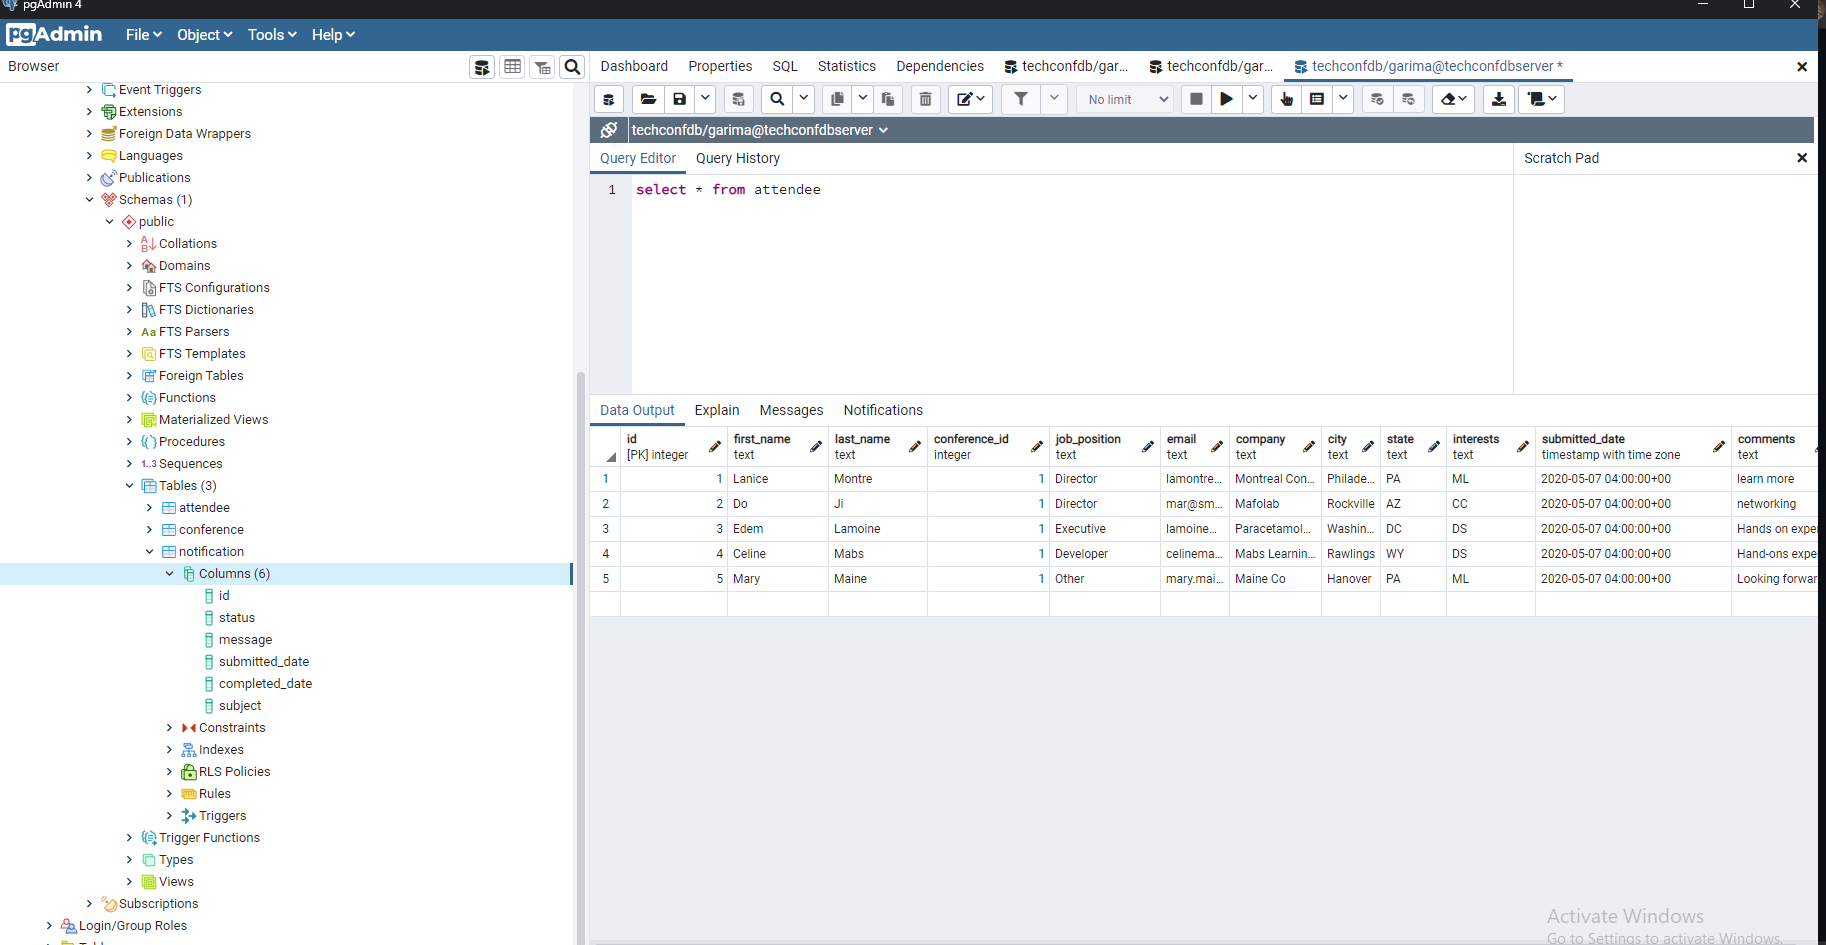 pgAdmin 4
pgAdmin File Object Tools Help
Browser
Dashboard Properties SQL Statistics Dependencies techconfdb/gar... techconfdb/gar... techconfdb/garima@techconfdbserver *
No limit
techconfdb/garima@techconfdbserver
Query Editor Query History
Scratch Pad
1 select * from attendee
Event Triggers
Extensions
Foreign Data Wrappers
Languages
Publications
Schemas (1)
public
Collations
Domains
FTS Configurations
FTS Dictionaries
Aa FTS Parsers
FTS Templates
Foreign Tables
Functions
Materialized Views
Procedures
1..3 Sequences
Tables (3)
attendee
conference
notification
Columns (6)
id
status
message
submitted_date
completed_date
subject
Constraints
Indexes
RLS Policies
Rules
Triggers
Trigger Functions
Types
Views
Subscriptions
Login/Group Roles
Data Output Explain Messages Notifications
id first_name last_name conference_id job_position email company city state interests submitted_date comments
[PK] integer text text integer text text text text text text timestamp with time zone text
1 1 Lanice Montre 1 Director lamontre... Montreal Con... Philade... PA ML 2020-05-07 04:00:00+00 learn more
2 2 Do Ji 1 Director mar@sm... Mafolab Rockville AZ CC 2020-05-07 04:00:00+00 networking
3 3 Edem Lamoine 1 Executive lamoine... Paracetamol... Washin... DC DS 2020-05-07 04:00:00+00 Hands on expe
4 4 Celine Mabs 1 Developer celinema... Mabs Learnin... Rawlings WY DS 2020-05-07 04:00:00+00 Hand-ons expe
5 5 Mary Maine 1 Other mary.mai... Maine Co Hanover PA ML 2020-05-07 04:00:00+00 Looking forwar
Activate Windows
Go to Settings to activate Windows.